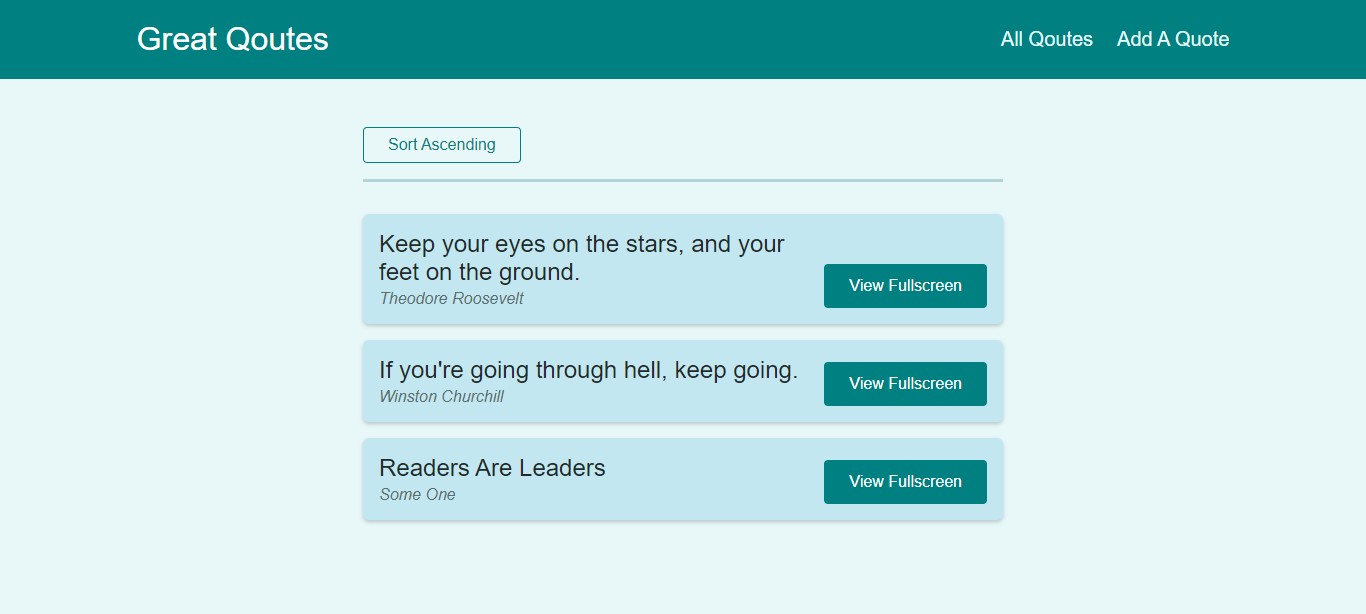 Great Qoutes
All Qoutes
Add A Quote
Sort Ascending
Keep your eyes on the stars, and your
feet on the ground.
Theodore Roosevelt
View Fullscreen
If you're going through hell, keep going.
Winston Churchill
View Fullscreen
Readers Are Leaders
Some One
View Fullscreen